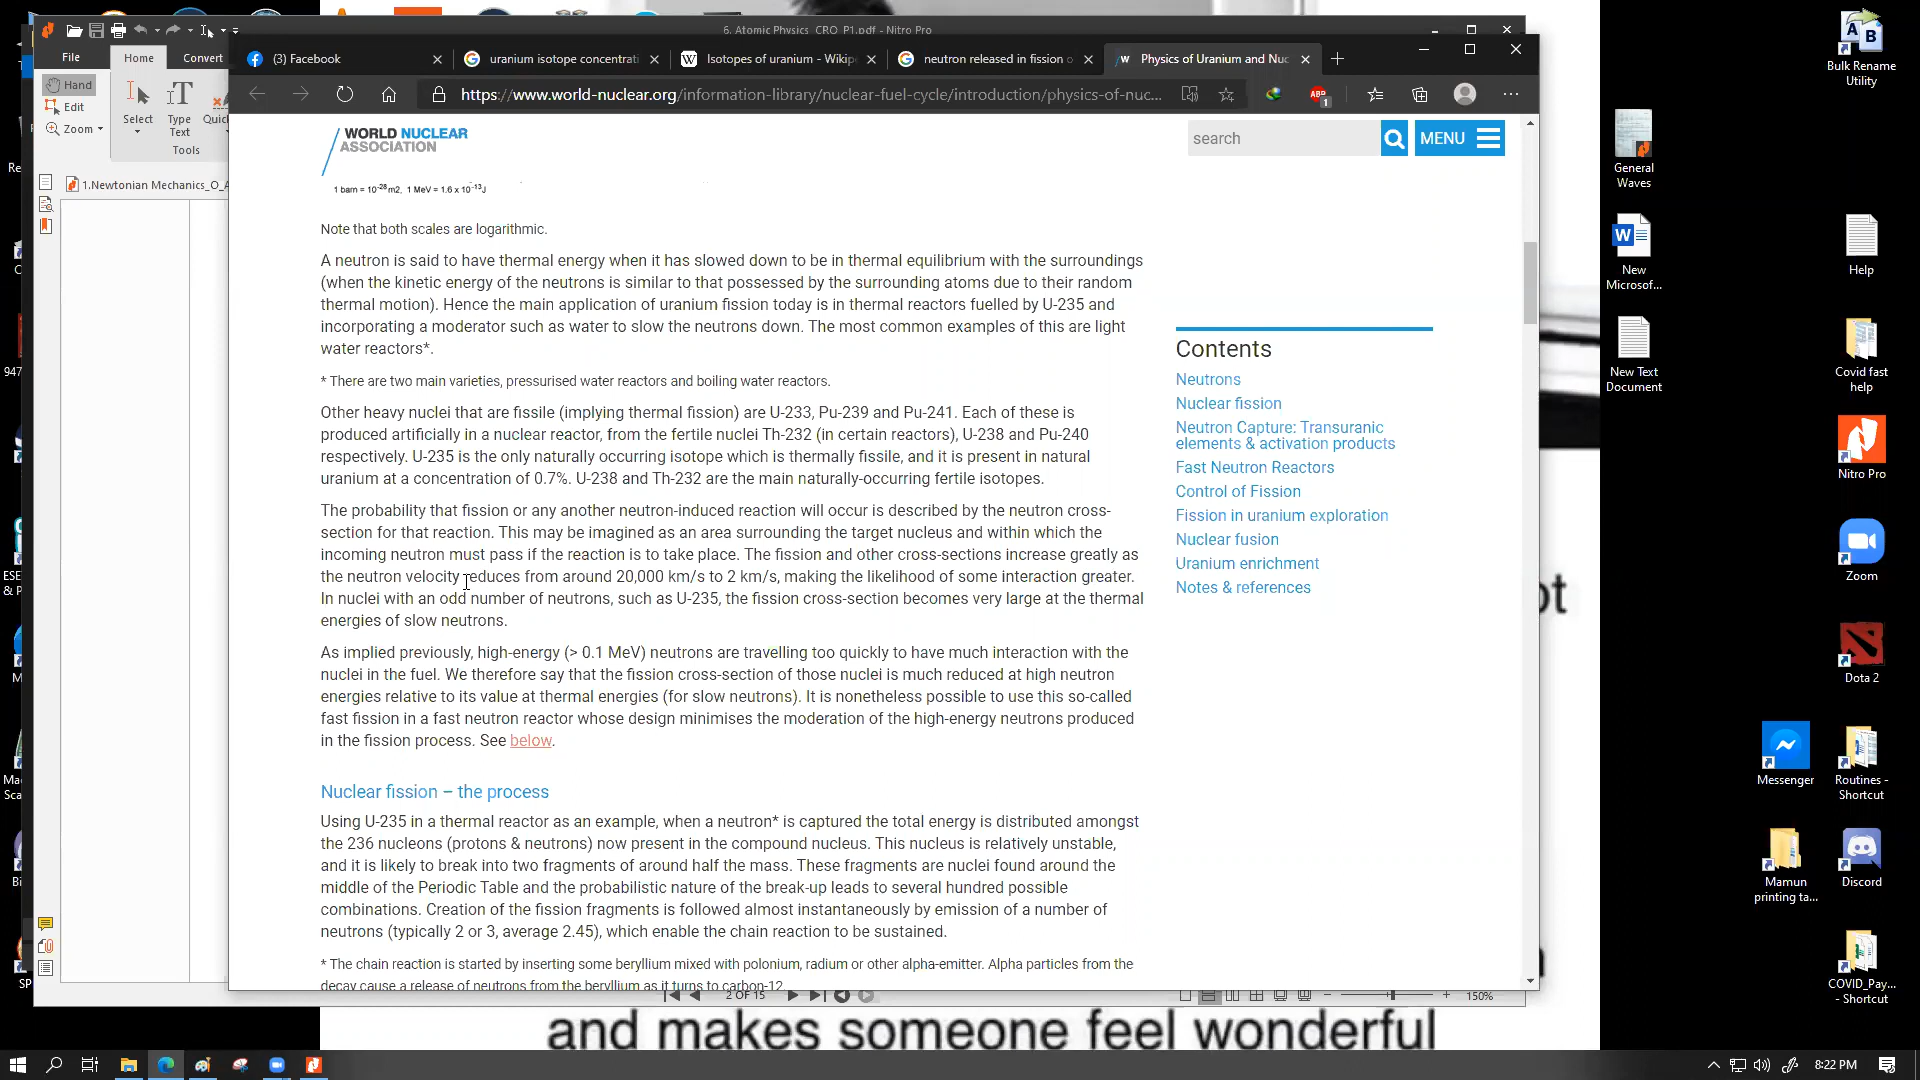 6. Atomic Physics_CRO_P1.pdf - Nitro Pro
File
Home
Convert
Hand
Edit
Zoom
Select
Type
Text
Quick
Tools
1.Newtonian Mechanics_O_A
(3) Facebook
uranium isotope concentrati
Isotopes of uranium - Wikip
neutron released in fission o
Physics of Uranium and Nuc
https://www.world-nuclear.org/information-library/nuclear-fuel-cycle/introduction/physics-of-nuc...
ABP
1
WORLD NUCLEAR
ASSOCIATION
search
MENU
1 barn = 10-28 m2, 1 MeV = 1.6 x 10-13 J
Note that both scales are logarithmic.
A neutron is said to have thermal energy when it has slowed down to be in thermal equilibrium with the surroundings
(when the kinetic energy of the neutrons is similar to that possessed by the surrounding atoms due to their random
thermal motion). Hence the main application of uranium fission today is in thermal reactors fuelled by U-235 and
incorporating a moderator such as water to slow the neutrons down. The most common examples of this are light
water reactors*.
* There are two main varieties, pressurised water reactors and boiling water reactors.
Other heavy nuclei that are fissile (implying thermal fission) are U-233, Pu-239 and Pu-241. Each of these is
produced artificially in a nuclear reactor, from the fertile nuclei Th-232 (in certain reactors), U-238 and Pu-240
respectively. U-235 is the only naturally occurring isotope which is thermally fissile, and it is present in natural
uranium at a concentration of 0.7%. U-238 and Th-232 are the main naturally-occurring fertile isotopes.
The probability that fission or any another neutron-induced reaction will occur is described by the neutron cross-
section for that reaction. This may be imagined as an area surrounding the target nucleus and within which the
incoming neutron must pass if the reaction is to take place. The fission and other cross-sections increase greatly as
the neutron velocity reduces from around 20,000 km/s to 2 km/s, making the likelihood of some interaction greater.
In nuclei with an odd number of neutrons, such as U-235, the fission cross-section becomes very large at the thermal
energies of slow neutrons.
As implied previously, high-energy (> 0.1 MeV) neutrons are travelling too quickly to have much interaction with the
nuclei in the fuel. We therefore say that the fission cross-section of those nuclei is much reduced at high neutron
energies relative to its value at thermal energies (for slow neutrons). It is nonetheless possible to use this so-called
fast fission in a fast neutron reactor whose design minimises the moderation of the high-energy neutrons produced
in the fission process. See below.
Nuclear fission – the process
Using U-235 in a thermal reactor as an example, when a neutron* is captured the total energy is distributed amongst
the 236 nucleons (protons & neutrons) now present in the compound nucleus. This nucleus is relatively unstable,
and it is likely to break into two fragments of around half the mass. These fragments are nuclei found around the
middle of the Periodic Table and the probabilistic nature of the break-up leads to several hundred possible
combinations. Creation of the fission fragments is followed almost instantaneously by emission of a number of
neutrons (typically 2 or 3, average 2.45), which enable the chain reaction to be sustained.
* The chain reaction is started by inserting some beryllium mixed with polonium, radium or other alpha-emitter. Alpha particles from the
decay cause a release of neutrons from the beryllium as it turns to carbon-12.
Contents
Neutrons
Nuclear fission
Neutron Capture: Transuranic
elements & activation products
Fast Neutron Reactors
Control of Fission
Fission in uranium exploration
Nuclear fusion
Uranium enrichment
Notes & references
2 OF 15
150%
and makes someone feel wonderful
Bulk Rename
Utility
General
Waves
New
Microsof...
Help
New Text
Document
Covid fast
help
Nitro Pro
Zoom
Dota 2
Messenger
Routines -
Shortcut
Mamun
printing ta...
Discord
COVID_Pay...
- Shortcut
8:22 PM